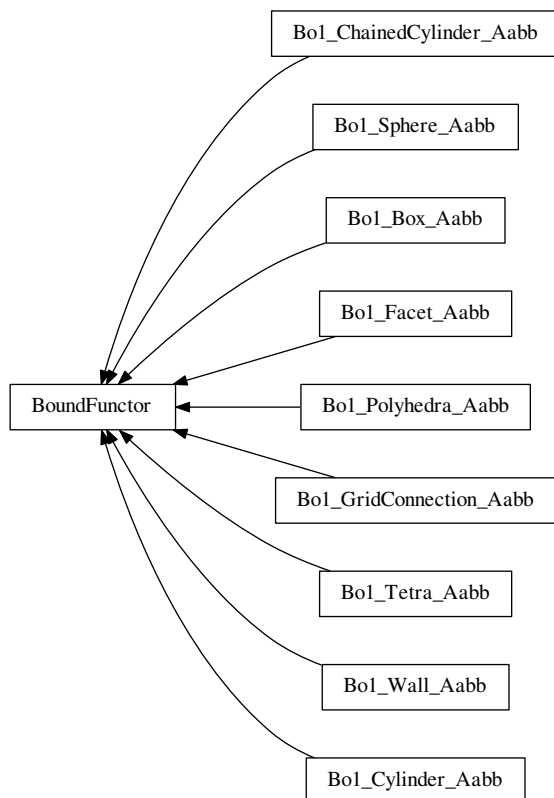 Bo1_ChainedCylinder_Aabb
Bo1_Sphere_Aabb
Bo1_Box_Aabb
Bo1_Facet_Aabb
BoundFunctor
Bo1_Polyhedra_Aabb
Bo1_GridConnection_Aabb
Bo1_Tetra_Aabb
Bo1_Wall_Aabb
Bo1_Cylinder_Aabb